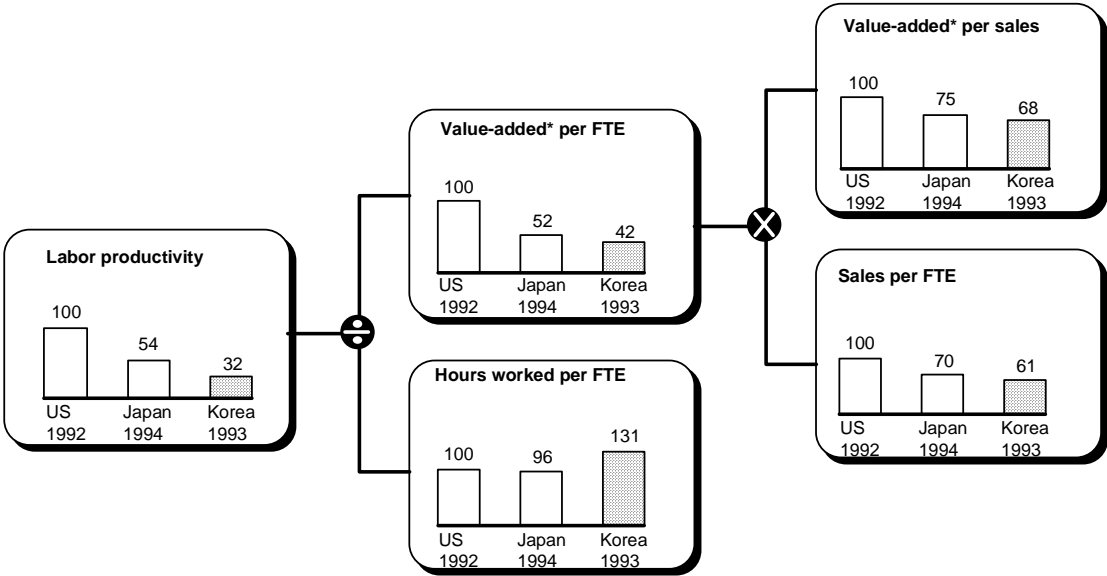 Labor productivity
100
54
32
US Japan Korea
1992 1994 1993
Value-added* per FTE
100
52
42
US Japan Korea
1992 1994 1993
Hours worked per FTE
100
96
131
US Japan Korea
1992 1994 1993
Value-added* per sales
100
75
68
US Japan Korea
1992 1994 1993
Sales per FTE
100
70
61
US Japan Korea
1992 1994 1993